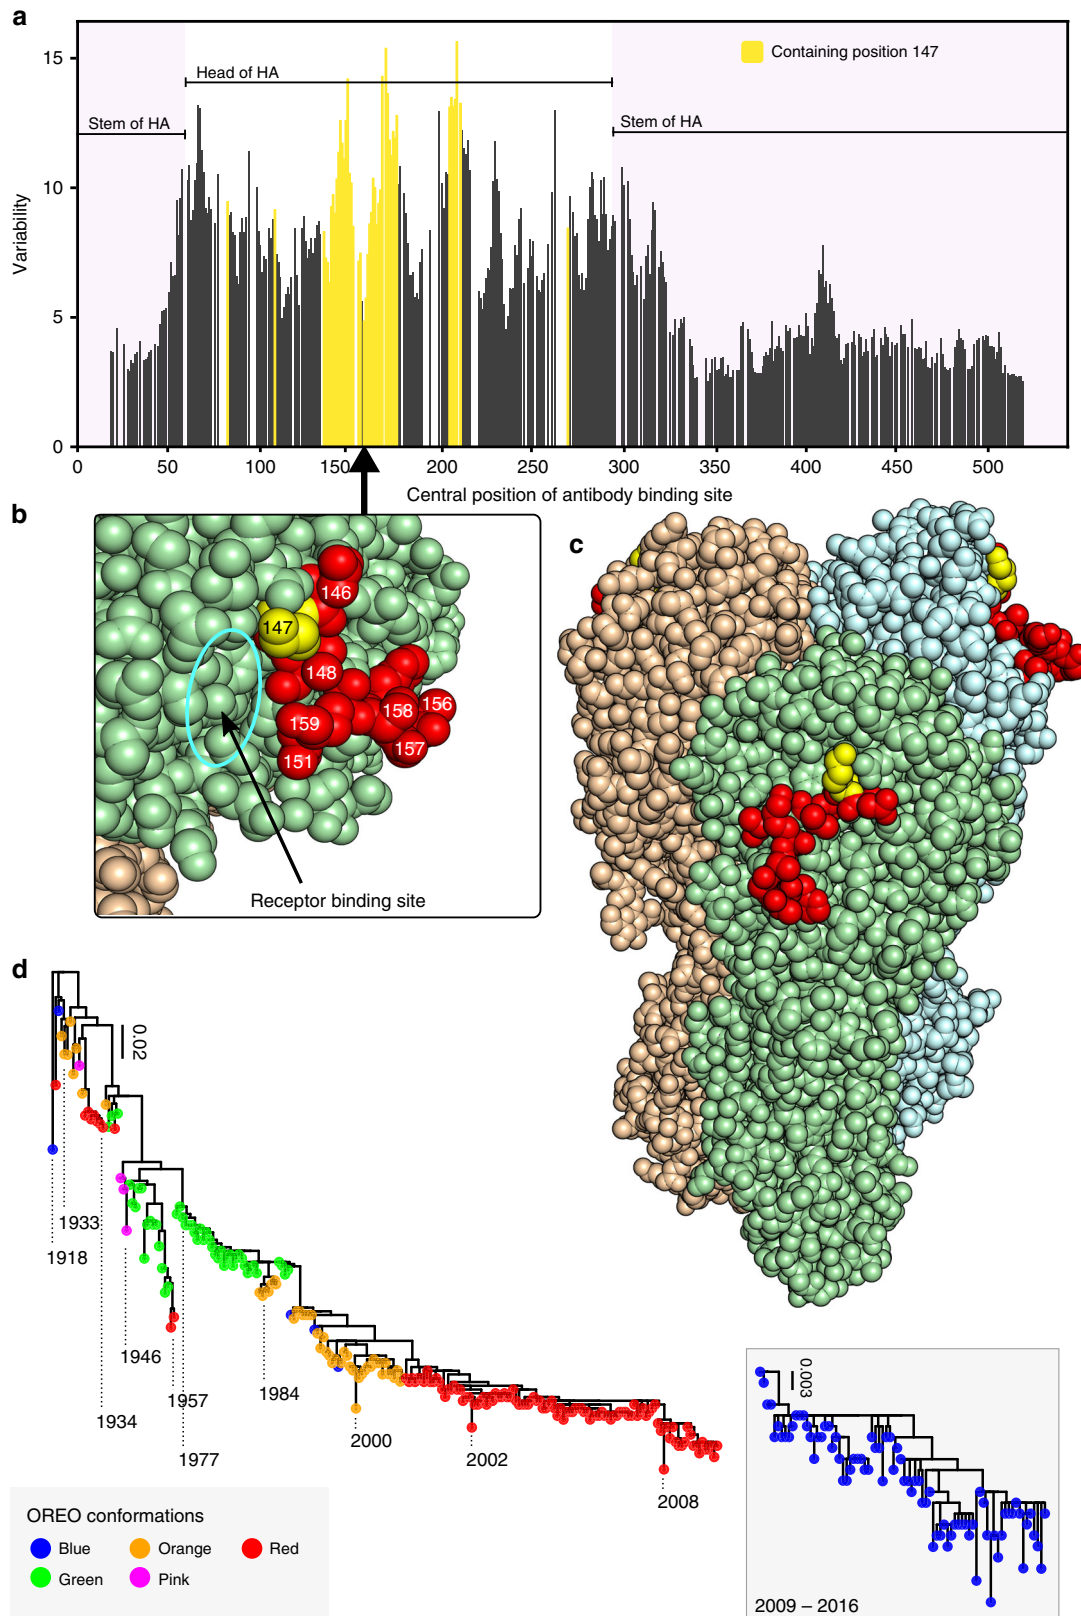 a
Containing position 147
Head of HA
Stem of HA
Stem of HA
Variability
15
10
5
0
0 50 100 150 200 250 300 350 400 450 500
Central position of antibody binding site
b
146
147
148
159
158
156
151
157
Receptor binding site
c
d
0.02
1933
1918
1946
1957
1934
1977
1984
2000
2002
2008
OREO conformations
Blue
Orange
Red
Green
Pink
0.003
2009 – 2016